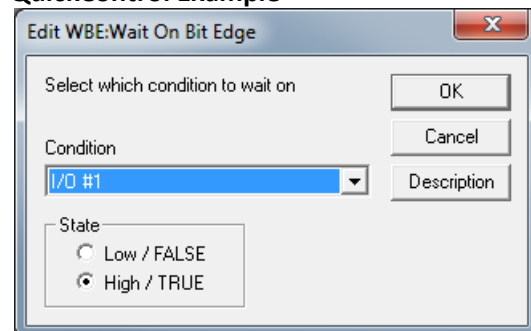 QuickControl Example
Edit WBE:Wait On Bit Edge
Select which condition to wait on
OK
Cancel
Condition
I/O #1
Description
State
Low / FALSE
High / TRUE